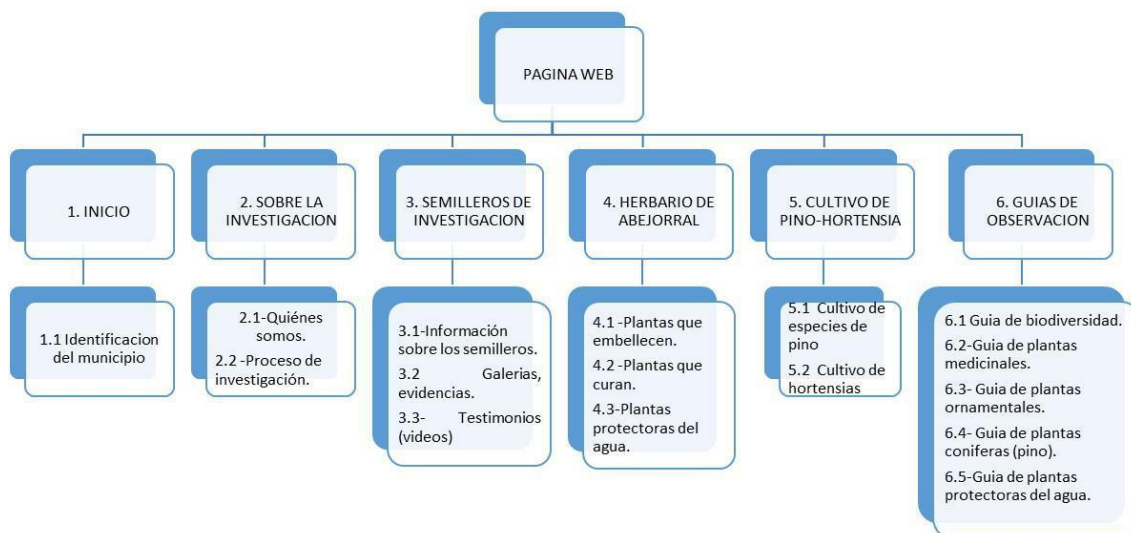 PAGINA WEB
1. INICIO
2. SOBRE LA
INVESTIGACION
3. SEMILLEROS DE
INVESTIGACION
4. HERBARIO DE
ABEJORRAL
5. CULTIVO DE
PINO-HORTENSIA
6. GUIAS DE
OBSERVACION
1.1 Identificacion
del municipio
2.1-Quiénes
somos.
2.2 -Proceso de
investigación.
3.1-Información
sobre los semilleros.
3.2 Galerias,
evidencias.
3.3- Testimonios
(videos)
4.1 -Plantas que
embellecen.
4.2 -Plantas que
curan.
4.3-Plantas
protectoras del
agua.
5.1 Cultivo de
especies de
pino
5.2 Cultivo de
hortensias
6.1 Guia de biodiversidad.
6.2-Guia de plantas
medicinales.
6.3- Guia de plantas
ornamentales.
6.4- Guia de plantas
coniferas (pino).
6.5-Guia de plantas
protectoras del agua.